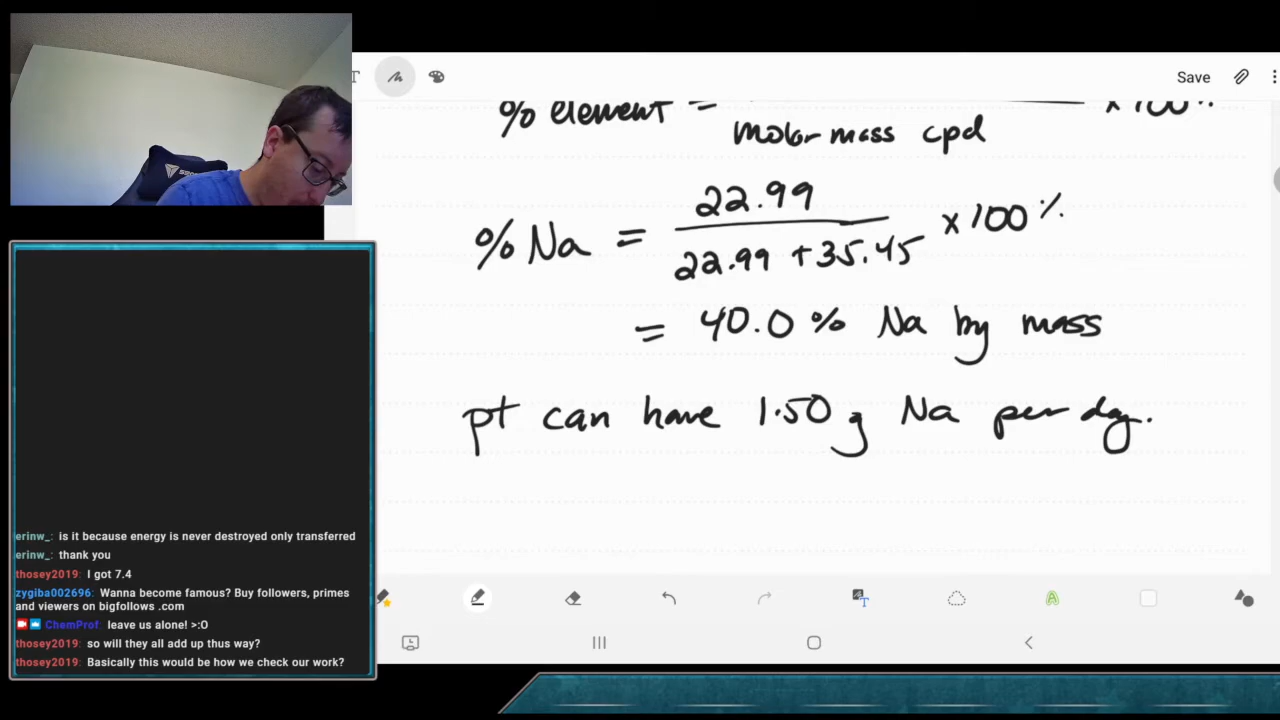 T
Save
% element = x 100%
molar mass cpd
22.99
% Na = x 100 %
22.99 + 35.45
= 40.0 % Na by mass
pt can have 1.50 g Na per day.
erinw_: is it because energy is never destroyed only transferred
erinw_: thank you
thosey2019: I got 7.4
zygiba002696: Wanna become famous? Buy followers, primes
and viewers on bigfollows .com
ChemProf: leave us alone! >:O
thosey2019: so will they all add up thus way?
thosey2019: Basically this would be how we check our work?